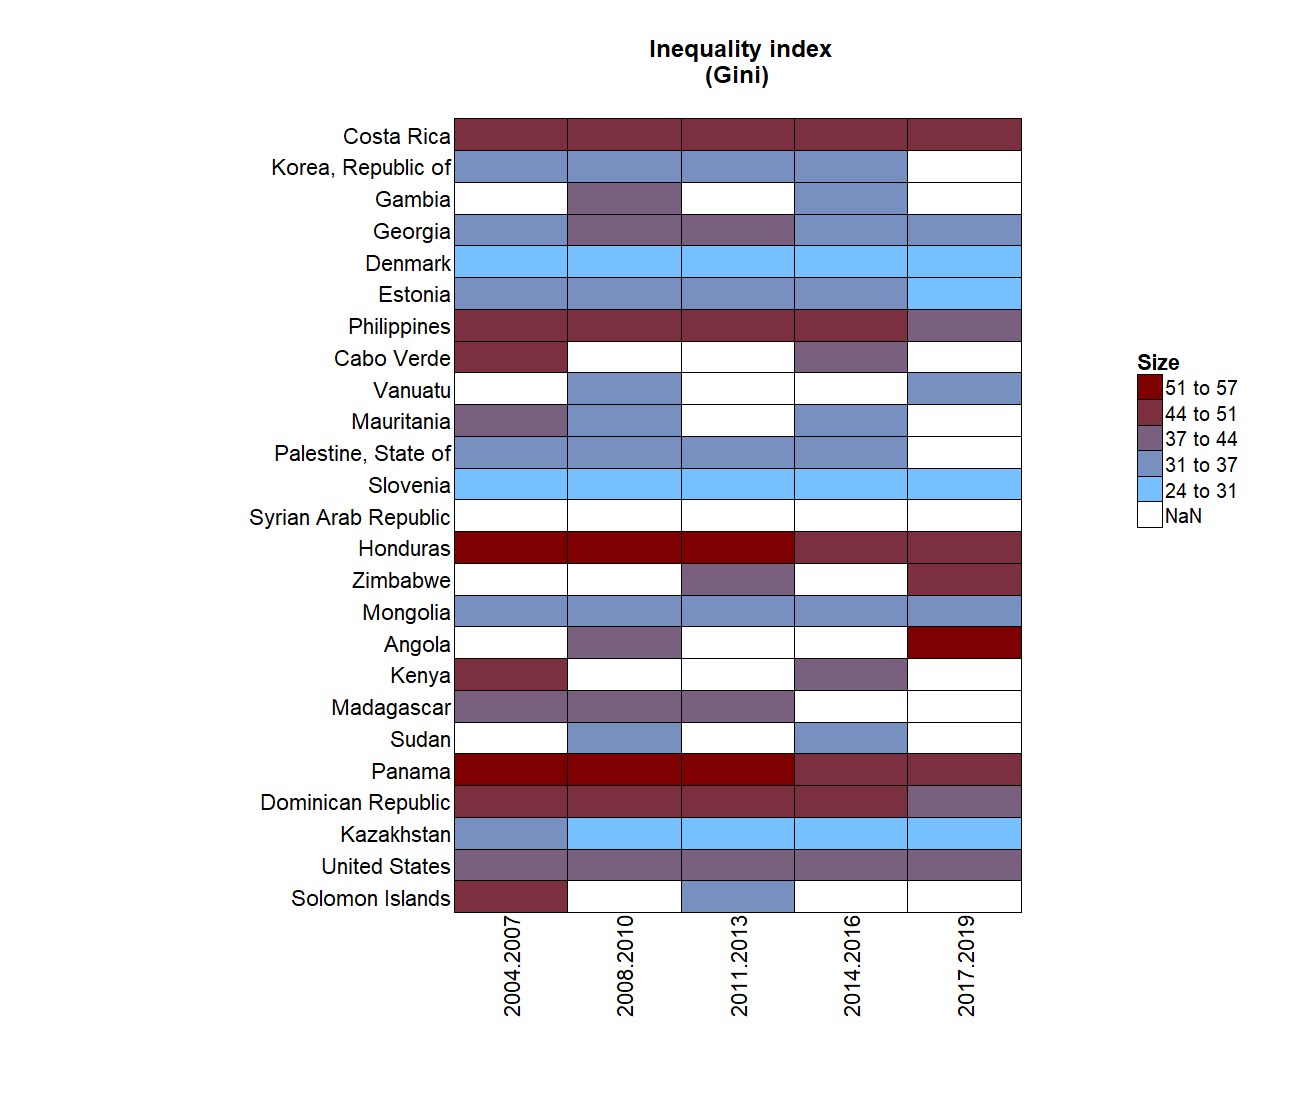 Inequality index
(Gini)
Costa Rica
Korea, Republic of
Gambia
Georgia
Denmark
Estonia
Philippines
Cabo Verde
Vanuatu
Mauritania
Palestine, State of
Slovenia
Syrian Arab Republic
Honduras
Zimbabwe
Mongolia
Angola
Kenya
Madagascar
Sudan
Panama
Dominican Republic
Kazakhstan
United States
Solomon Islands
2004.2007
2008.2010
2011.2013
2014.2016
2017.2019
Size
51 to 57
44 to 51
37 to 44
31 to 37
24 to 31
NaN